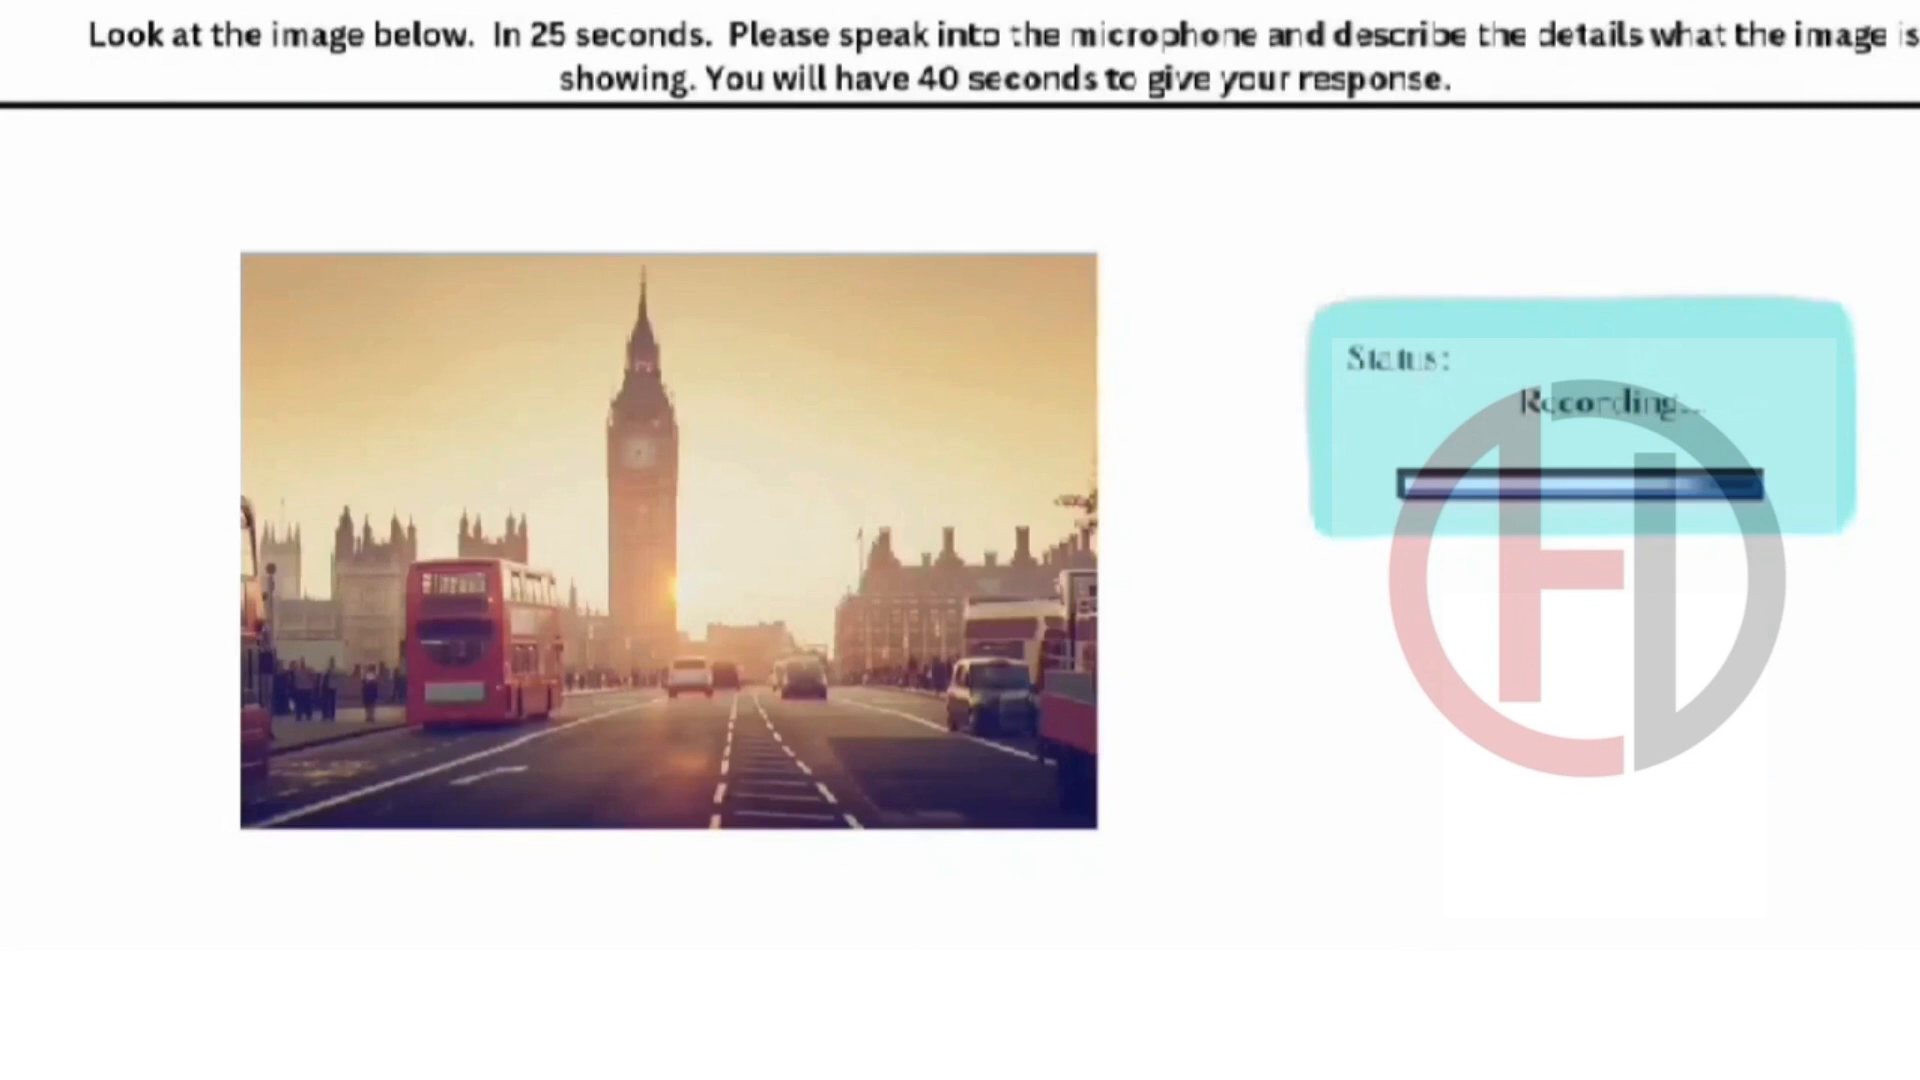 Look at the image below. In 25 seconds. Please speak into the microphone and describe the details what the image is
showing. You will have 40 seconds to give your response.
Status:
Recording...